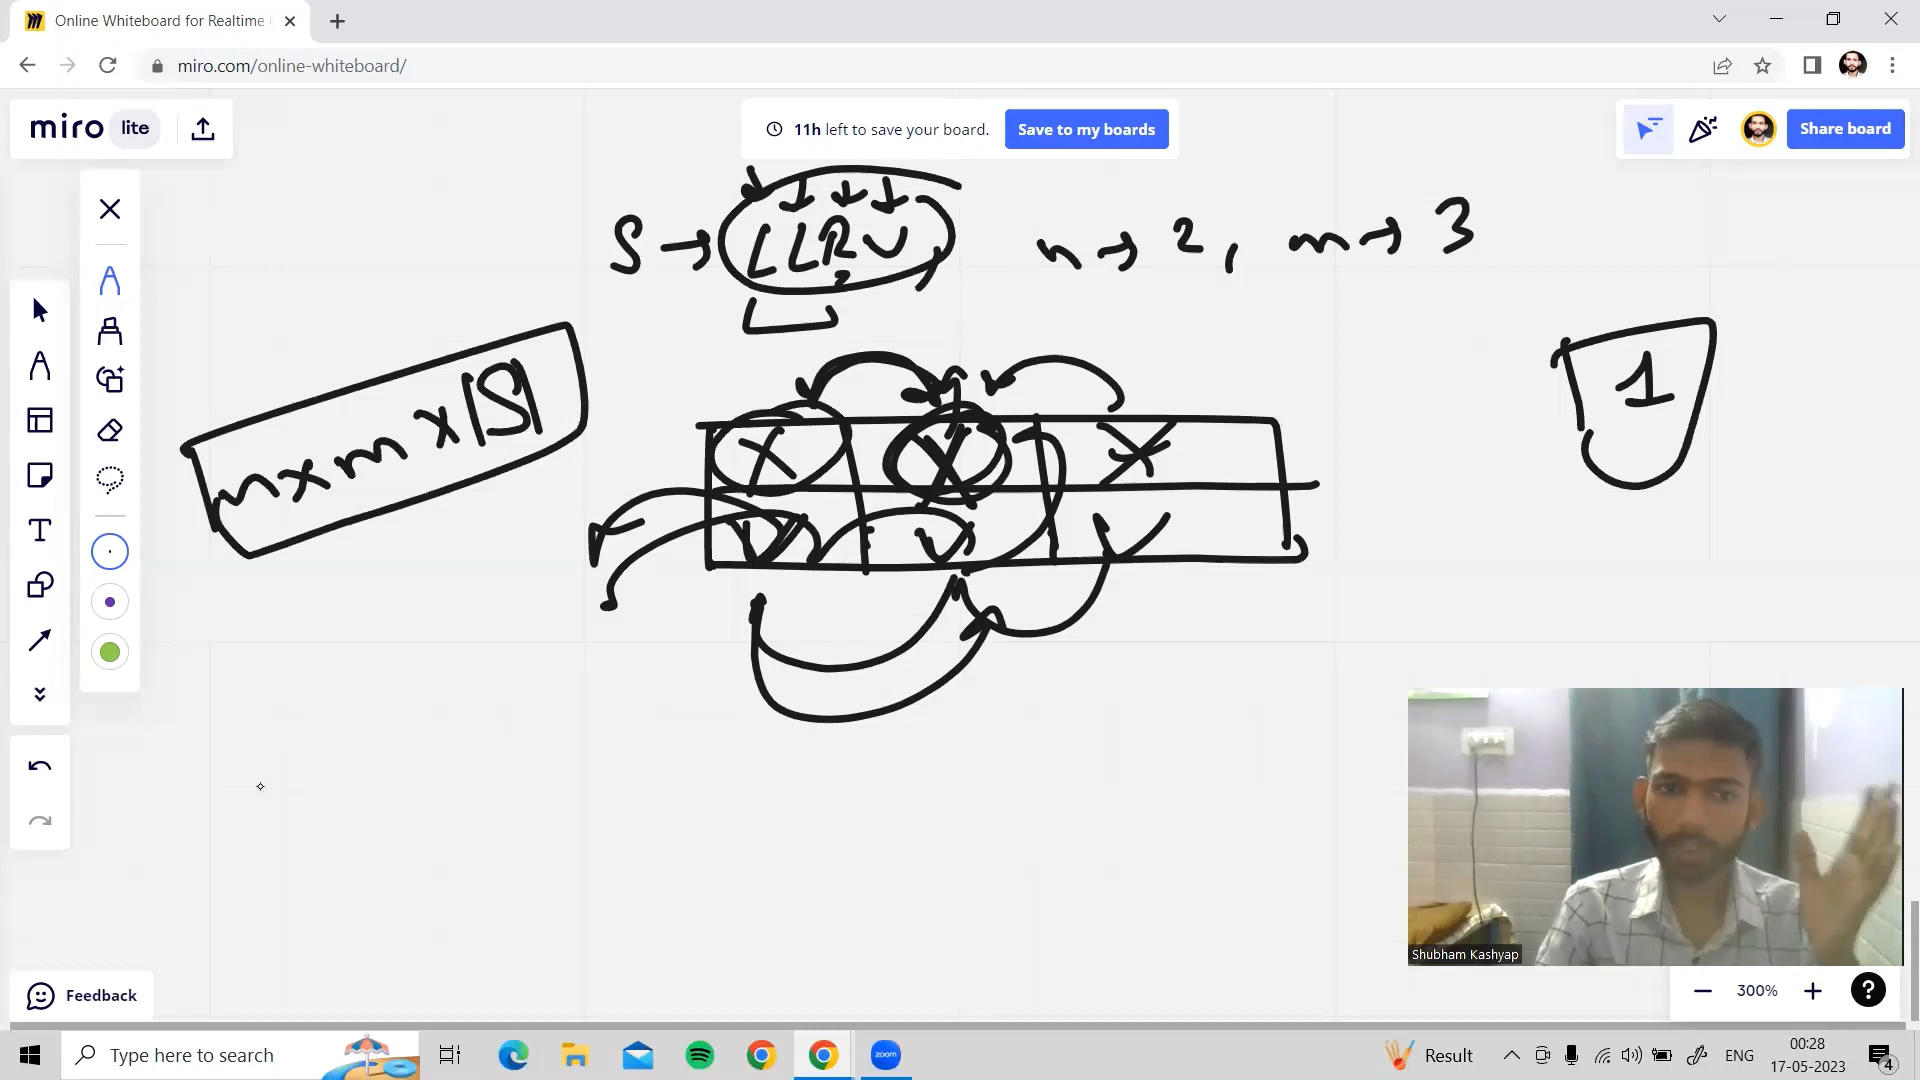 Online Whiteboard for Realtime
miro.com/online-whiteboard/
miro lite
11h left to save your board.
Save to my boards
Share board
S → LLRU n → 2, m → 3
n x m x |S|
1
T
Shubham Kashyap
Feedback
300%
?
Type here to search
zoom
Result
ENG
00:28
17-05-2023
4